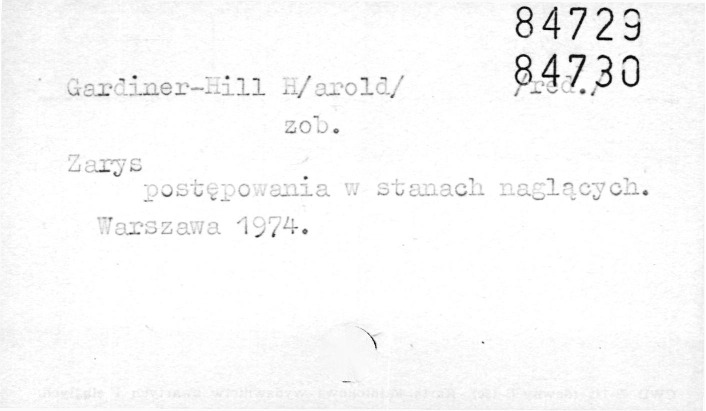 84729
84730
Gardiner-Hill H/arold/ /red./
zob.
Zarys
postępowania w stanach naglących.
Warszawa 1974.